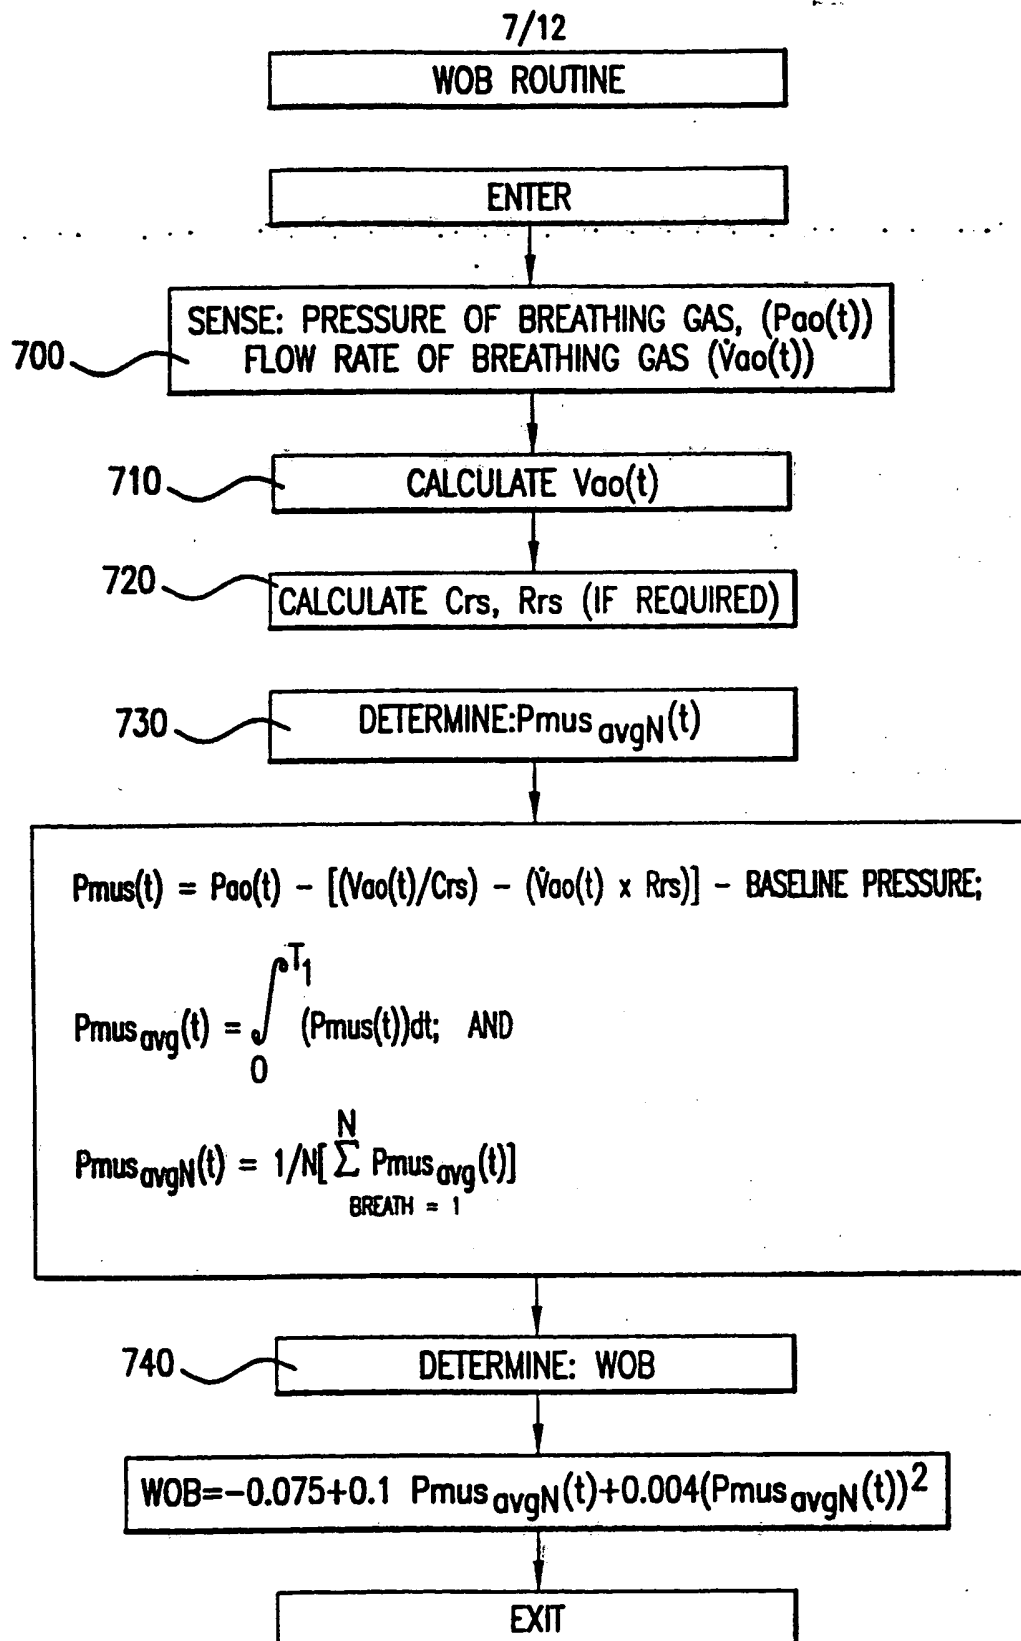 7/12
WOB ROUTINE
ENTER
SENSE: PRESSURE OF BREATHING GAS, (Pao(t))
700
FLOW RATE OF BREATHING GAS (V̇ao(t))
710
CALCULATE Vao(t)
720
CALCULATE Crs, Rrs (IF REQUIRED)
730
DETERMINE:Pmus avgN(t)
Pmus(t) = Pao(t) - [(Vao(t)/Crs) - (V̇ao(t) x Rrs)] - BASELINE PRESSURE;
T1
Pmus avg(t) = ∫ (Pmus(t))dt; AND
0
N
Pmus avgN(t) = 1/N[ Σ Pmus avg(t)]
BREATH = 1
740
DETERMINE: WOB
WOB=-0.075+0.1 Pmus avgN(t)+0.004(Pmus avgN(t))²
EXIT